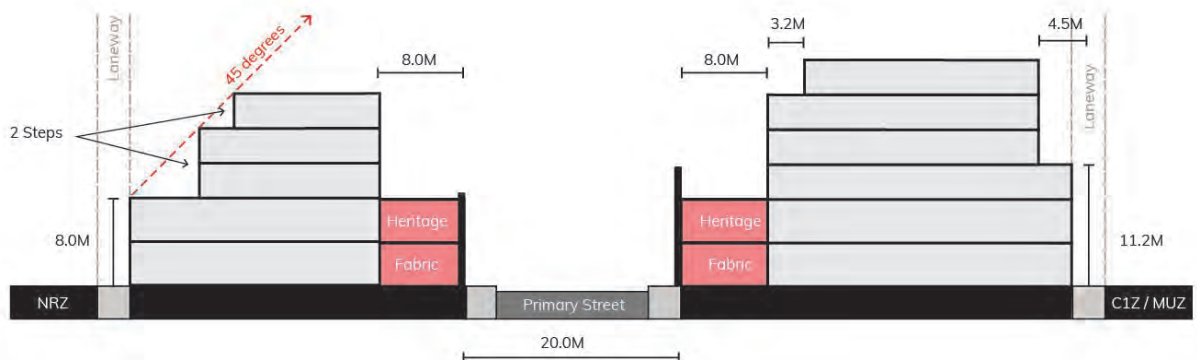 Laneway
45 degrees
8.0M
2 Steps
8.0M
Heritage
Fabric
NRZ
Primary Street
20.0M
3.2M
4.5M
8.0M
Laneway
Heritage
Fabric
11.2M
C1Z / MUZ